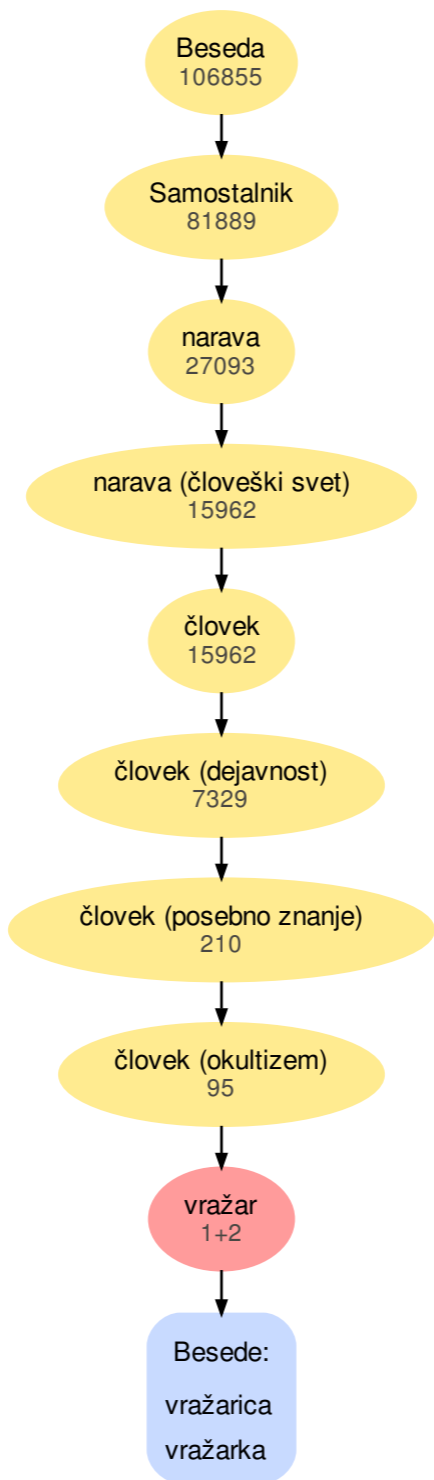 Beseda
106855
Samostalnik
81889
narava
27093
narava (človeški svet)
15962
človek
15962
človek (dejavnost)
7329
človek (posebno znanje)
210
človek (okultizem)
95
vražar
1+2
Besede:
vražarica
vražarka